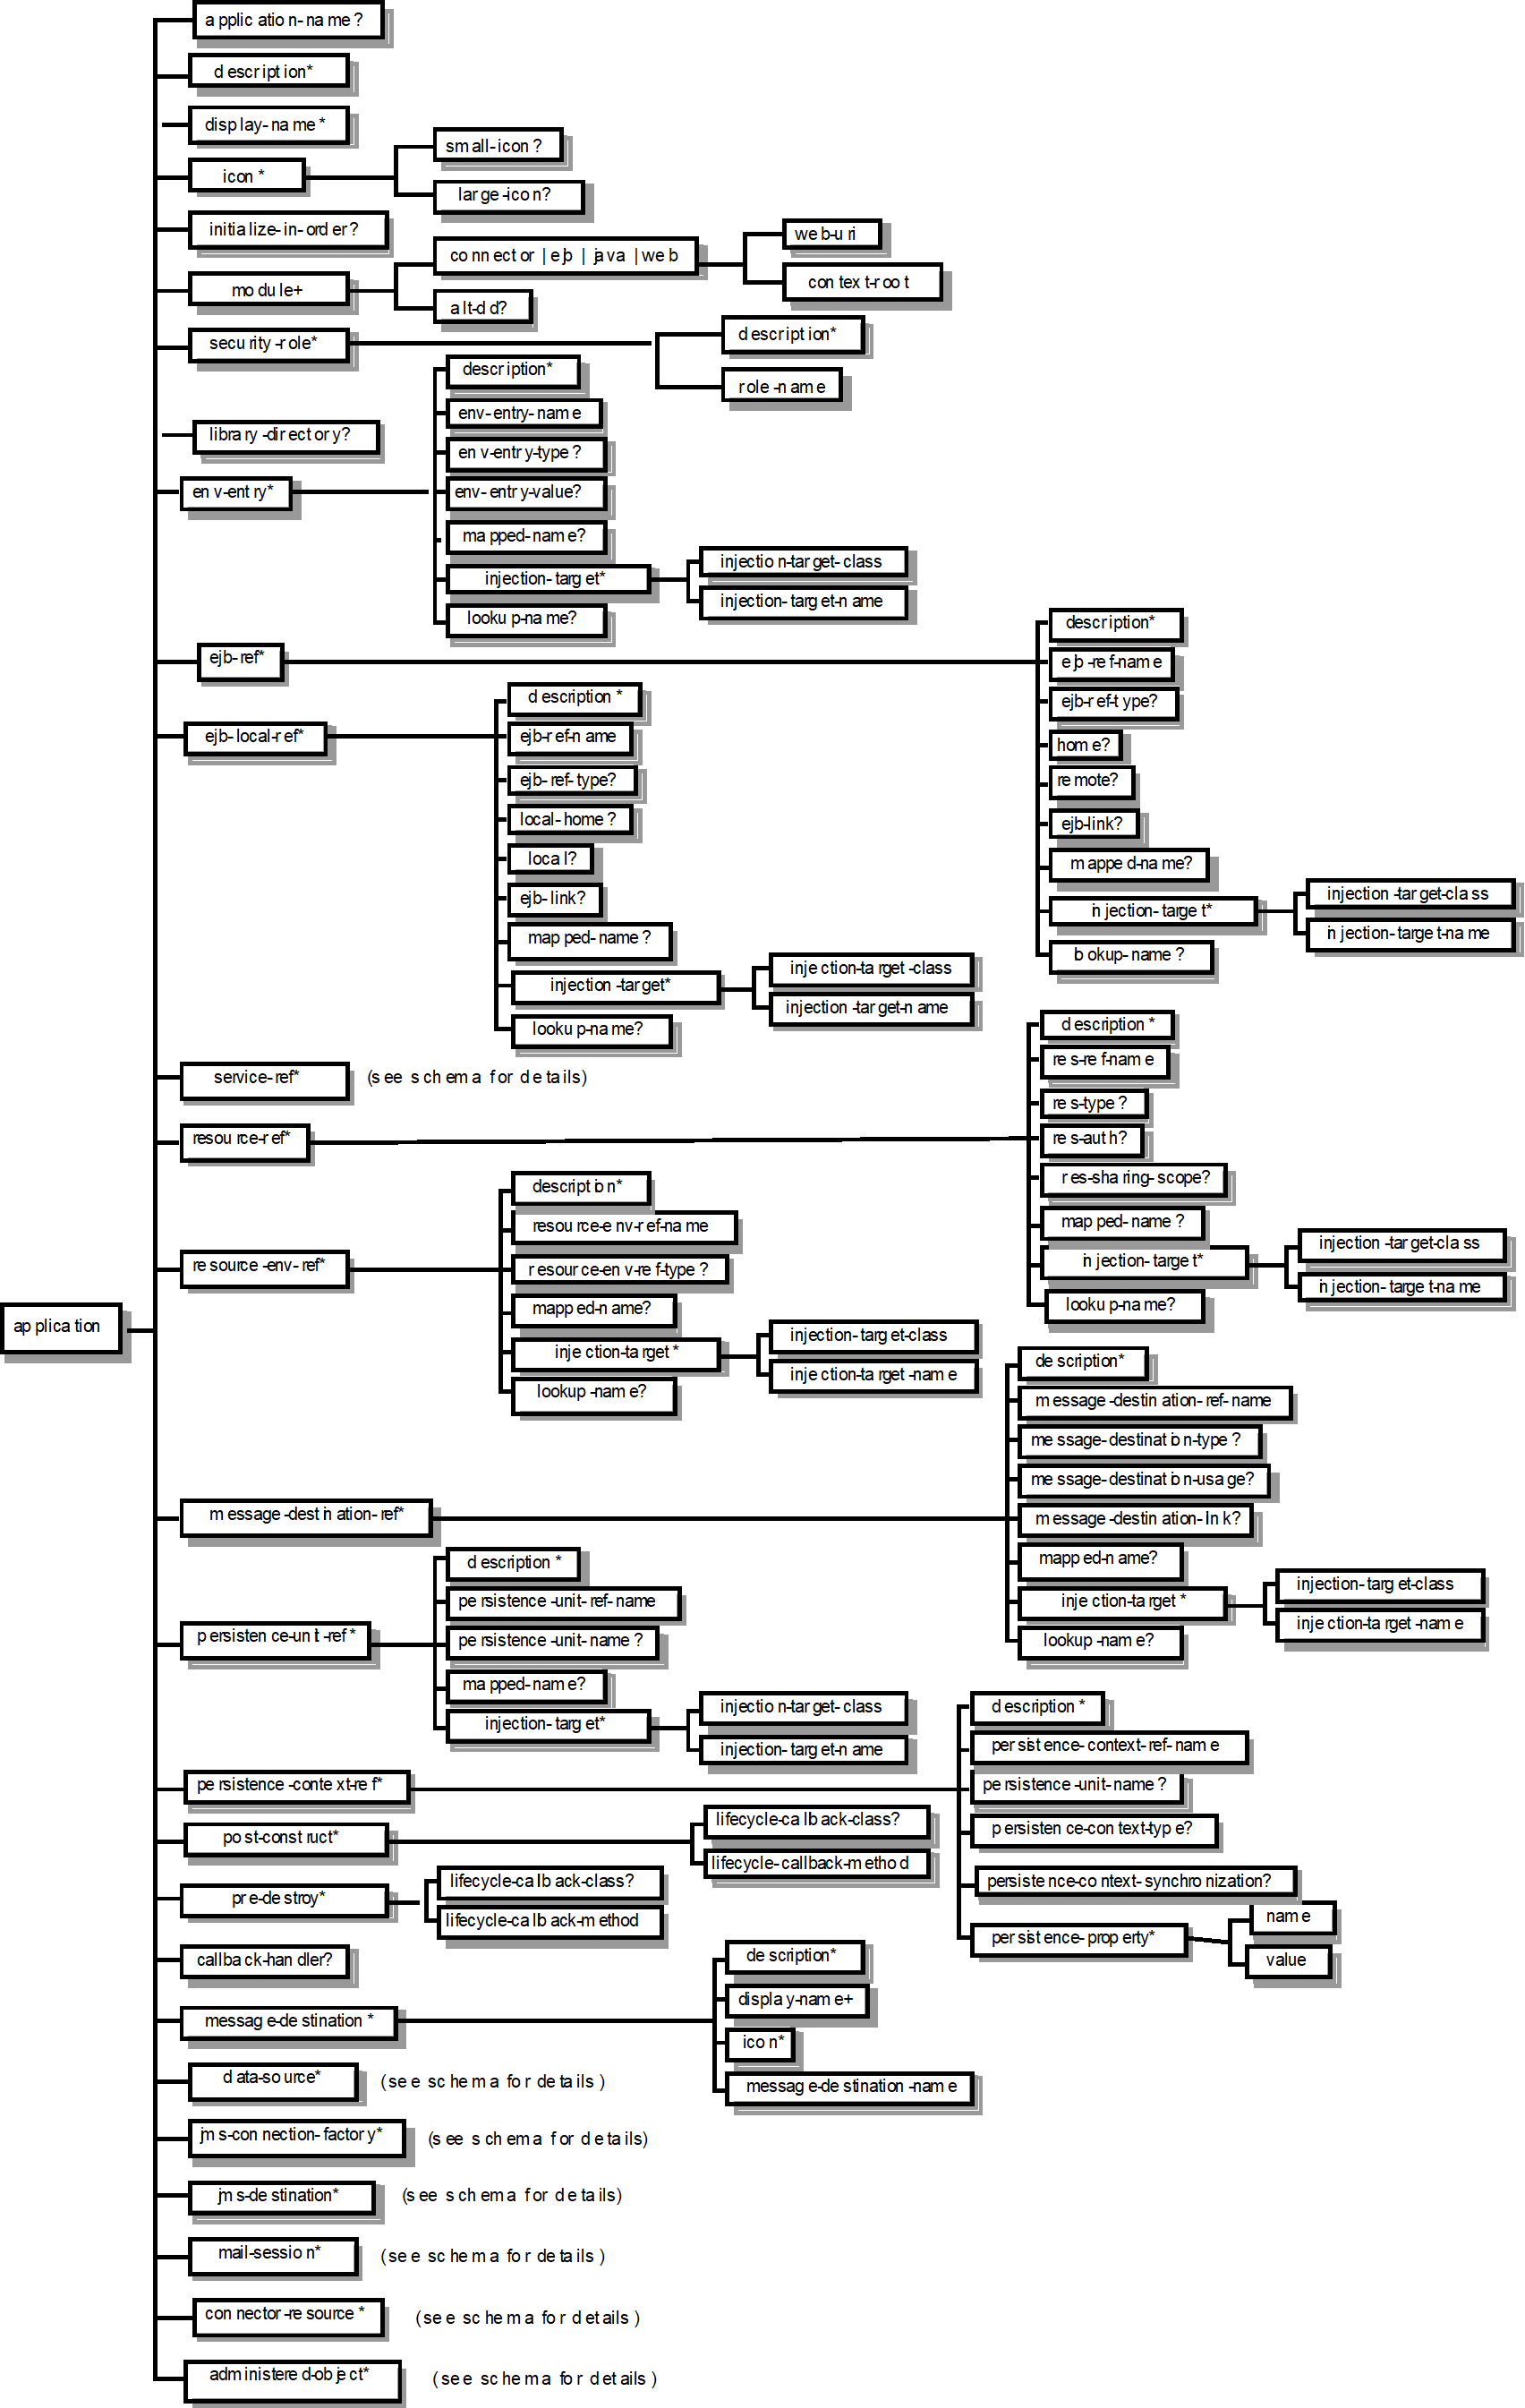 application-name?
description*
display-name*
icon*
small-icon?
large-icon?
initialize-in-order?
module+
connector | ejb | java | web
web-uri
context-root
alt-dd?
security-role*
description*
role-name
library-directory?
env-entry*
description*
env-entry-name
env-entry-type?
env-entry-value?
mapped-name?
injection-target*
injection-target-class
injection-target-name
lookup-name?
ejb-ref*
description*
ejb-ref-name
ejb-ref-type?
home?
remote?
ejb-link?
mapped-name?
injection-target*
injection-target-class
injection-target-name
lookup-name?
ejb-local-ref*
description*
ejb-ref-name
ejb-ref-type?
local-home?
local?
ejb-link?
mapped-name?
injection-target*
injection-target-class
injection-target-name
lookup-name?
service-ref*
(see schema for details)
resource-ref*
description*
res-ref-name
res-type?
res-auth?
res-sharing-scope?
mapped-name?
injection-target*
injection-target-class
injection-target-name
lookup-name?
resource-env-ref*
description*
resource-env-ref-name
resource-env-ref-type?
mapped-name?
injection-target*
injection-target-class
injection-target-name
lookup-name?
application
message-destination-ref*
description*
message-destination-ref-name
message-destination-type?
message-destination-usage?
message-destination-link?
mapped-name?
injection-target*
injection-target-class
injection-target-name
lookup-name?
persistence-unit-ref*
description*
persistence-unit-ref-name
persistence-unit-name?
mapped-name?
injection-target*
injection-target-class
injection-target-name
persistence-context-ref*
description*
persistence-context-ref-name
persistence-unit-name?
persistence-context-type?
persistence-context-synchronization?
persistence-property*
name
value
post-construct*
lifecycle-callback-class?
lifecycle-callback-method
pre-destroy*
lifecycle-callback-class?
lifecycle-callback-method
callback-handler?
message-destination*
description*
display-name+
icon*
message-destination-name
data-source*
(see schema for details)
jms-connection-factory*
(see schema for details)
jms-destination*
(see schema for details)
mail-session*
(see schema for details)
connector-resource*
(see schema for details)
administered-object*
(see schema for details)